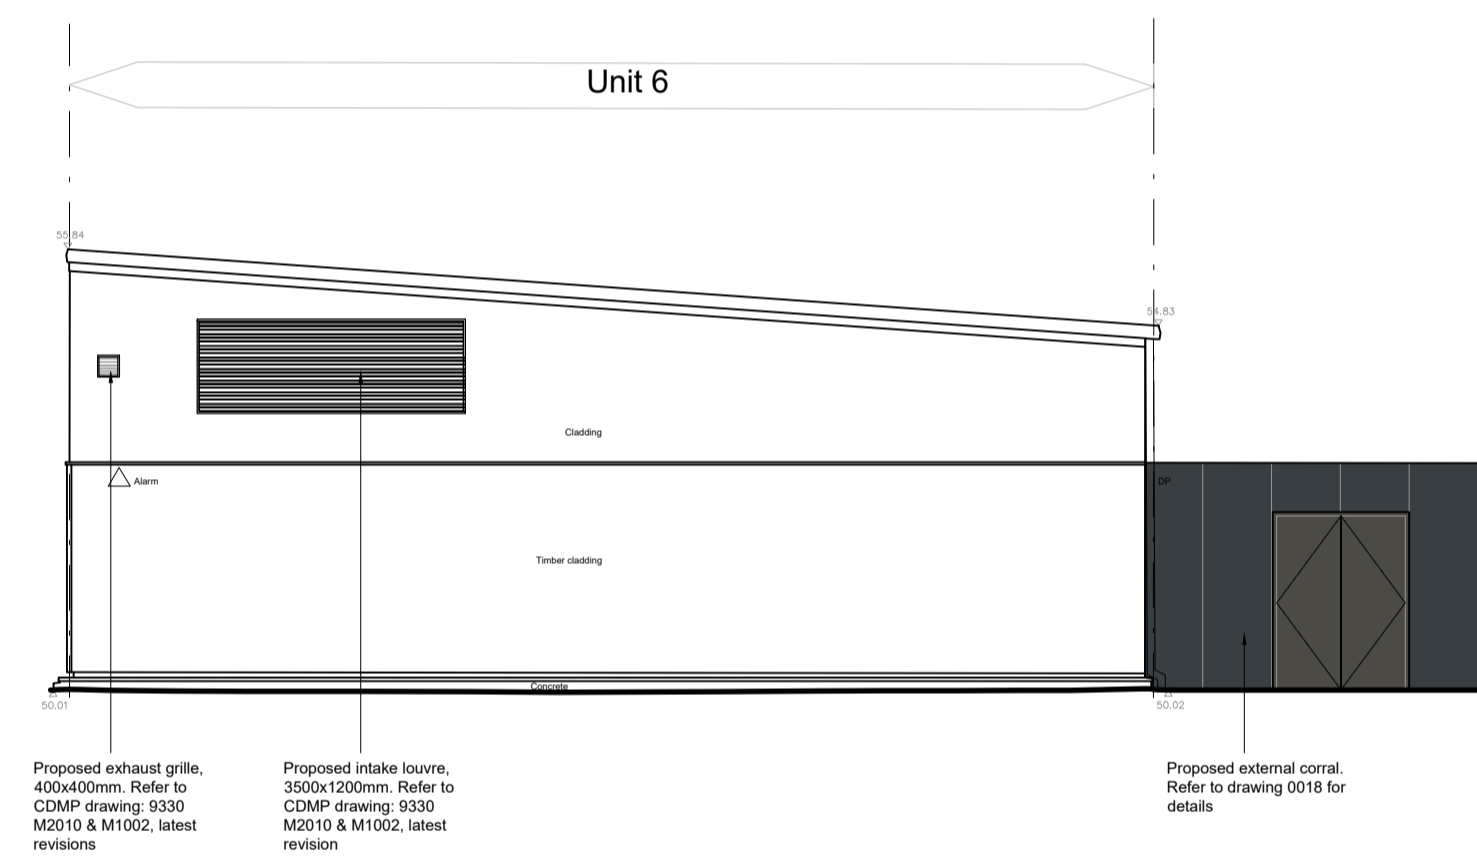 Unit 6
55.84
54.83
Cladding
Alarm
DP
Timber cladding
Concrete
50.01
50.02
Proposed exhaust grille,
400x400mm. Refer to
CDMP drawing: 9330
M2010 & M1002, latest
revisions
Proposed intake louvre,
3500x1200mm. Refer to
CDMP drawing: 9330
M2010 & M1002, latest
revision
Proposed external corral.
Refer to drawing 0018 for
details